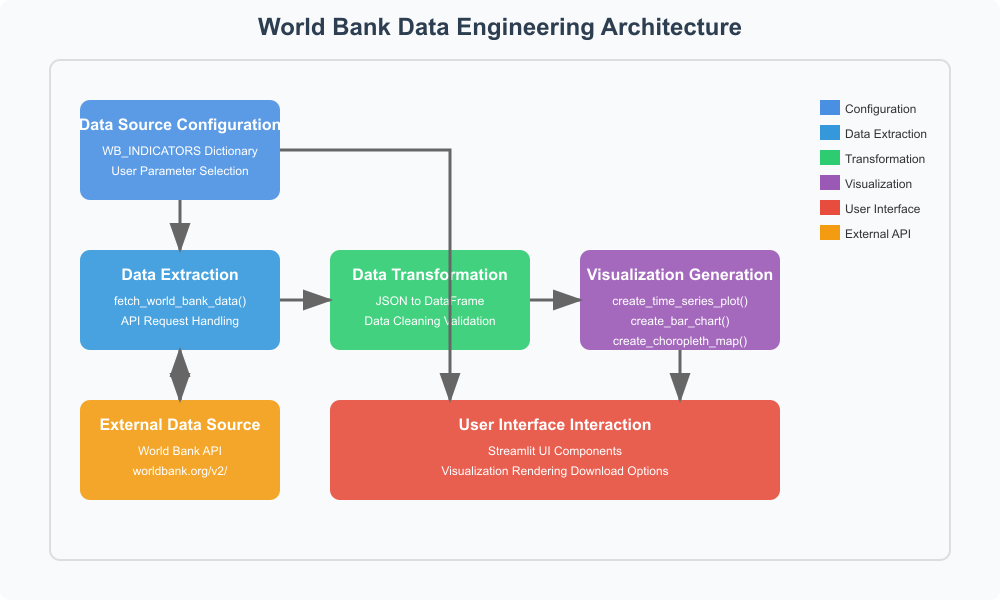 World Bank Data Engineering Architecture
Data Source Configuration
WB_INDICATORS Dictionary
User Parameter Selection
Configuration
Data Extraction
Transformation
Visualization
User Interface
External API
Data Extraction
fetch_world_bank_data()
API Request Handling
Data Transformation
JSON to DataFrame
Data Cleaning Validation
Visualization Generation
create_time_series_plot()
create_bar_chart()
create_choropleth_map()
External Data Source
World Bank API
worldbank.org/v2/
User Interface Interaction
Streamlit UI Components
Visualization Rendering Download Options